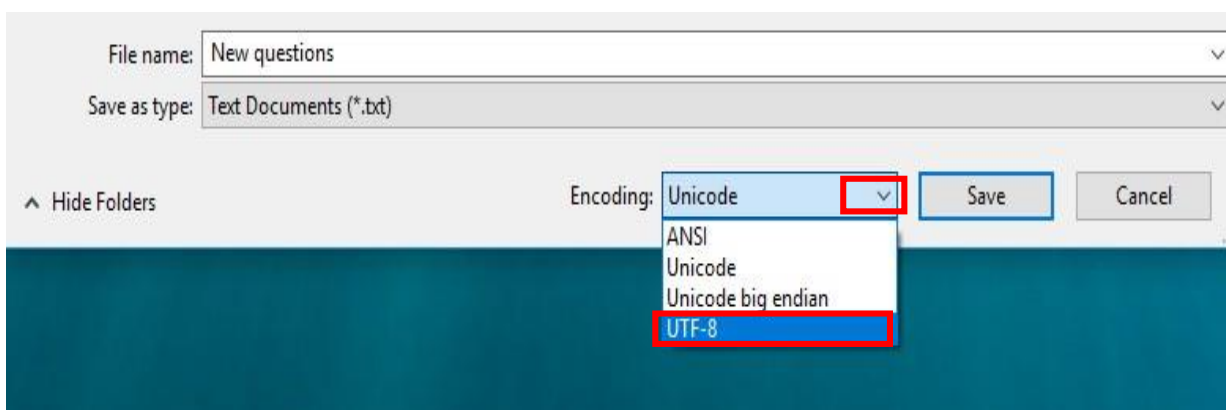 File name: New questions
Save as type: Text Documents (*.txt)
Hide Folders Encoding: Unicode Save Cancel
ANSI
Unicode
Unicode big endian
UTF-8